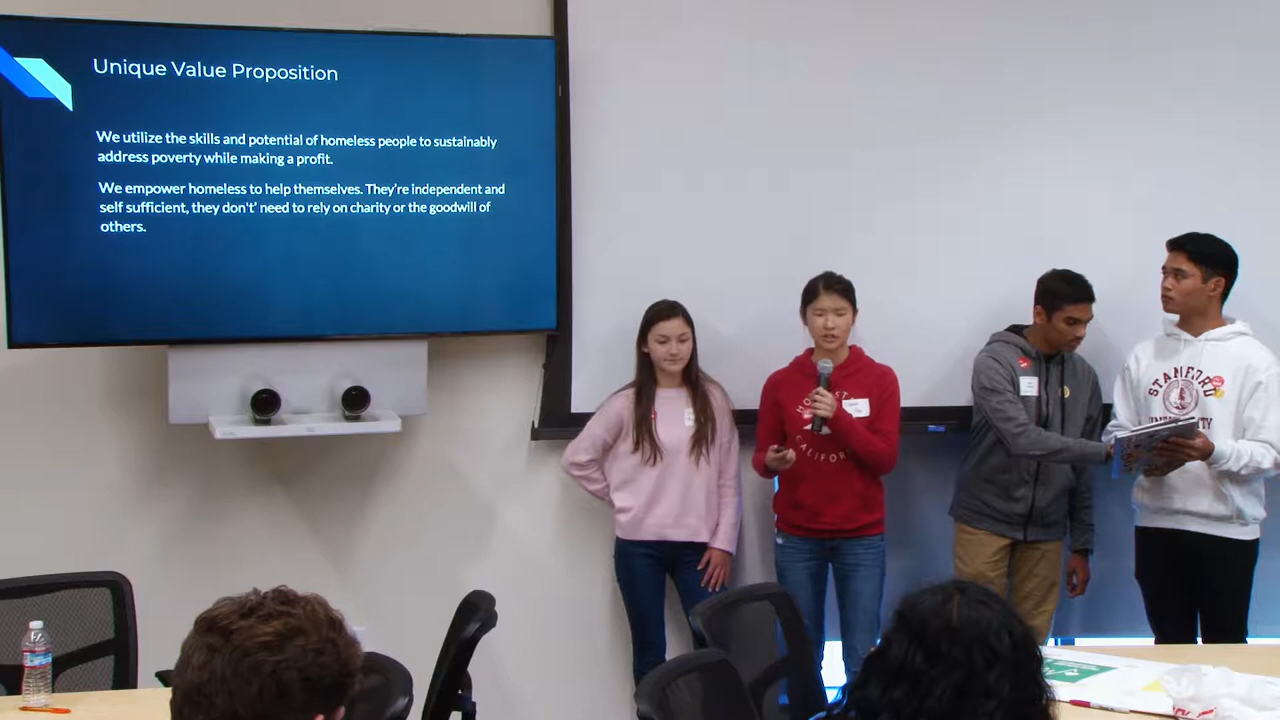 Unique Value Proposition
We utilize the skills and potential of homeless people to sustainably
address poverty while making a profit.
We empower homeless to help themselves. They're independent and
self sufficient, they don't' need to rely on charity or the goodwill of
others.
STANFORD
CALIFOR